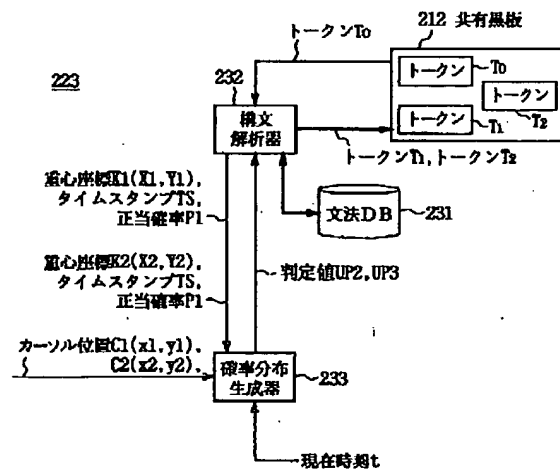 トークンT0
212 共有黒板
トークン
T0
トークン
T2
トークン
T1
223
232
構文
解析器
トークンT1,トークンT2
重心座標K1(X1,Y1),
タイムスタンプTS,
正当確率P1
文法DB
231
重心座標K2(X2,Y2),
タイムスタンプTS,
正当確率P1
判定値UP2,UP3
カーソル位置C1(x1,y1),
C2(x2,y2),
確率分布
生成器
233
現在時刻t